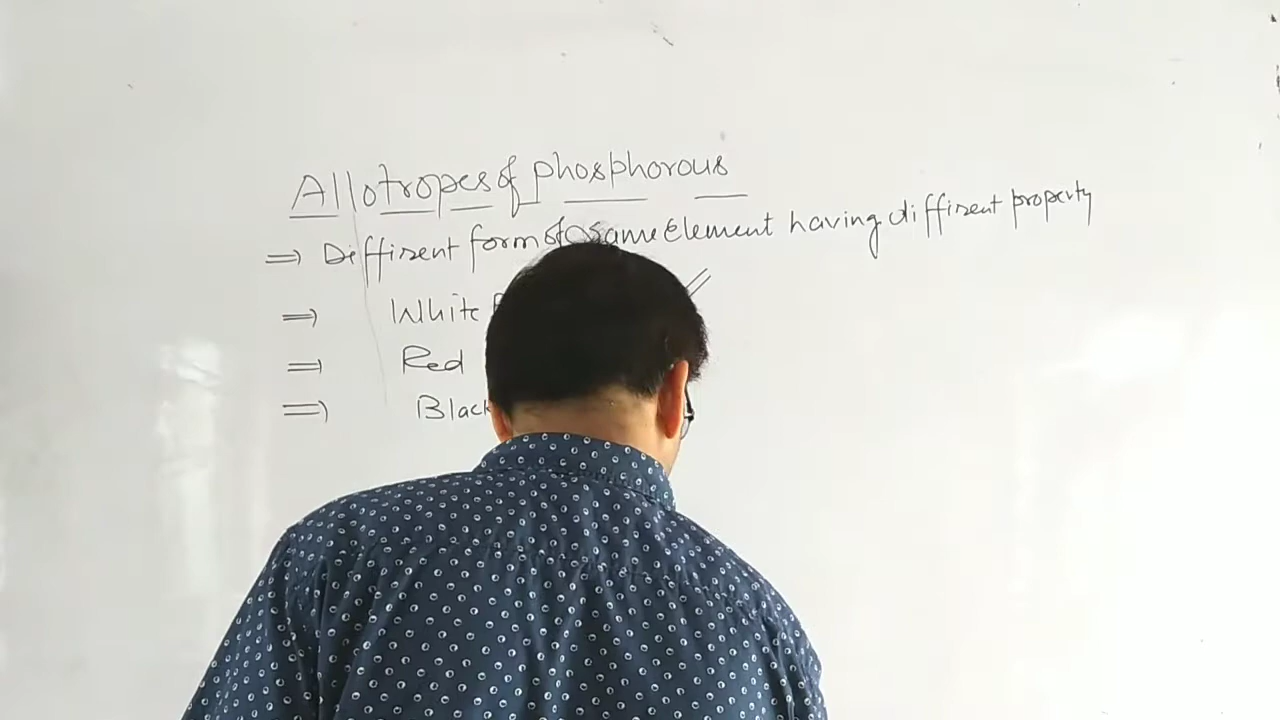 Allotropes of phosphorous
⇒ Diffirent form of same Element having diffirent property
⇒ White
⇒ Red
⇒ Black